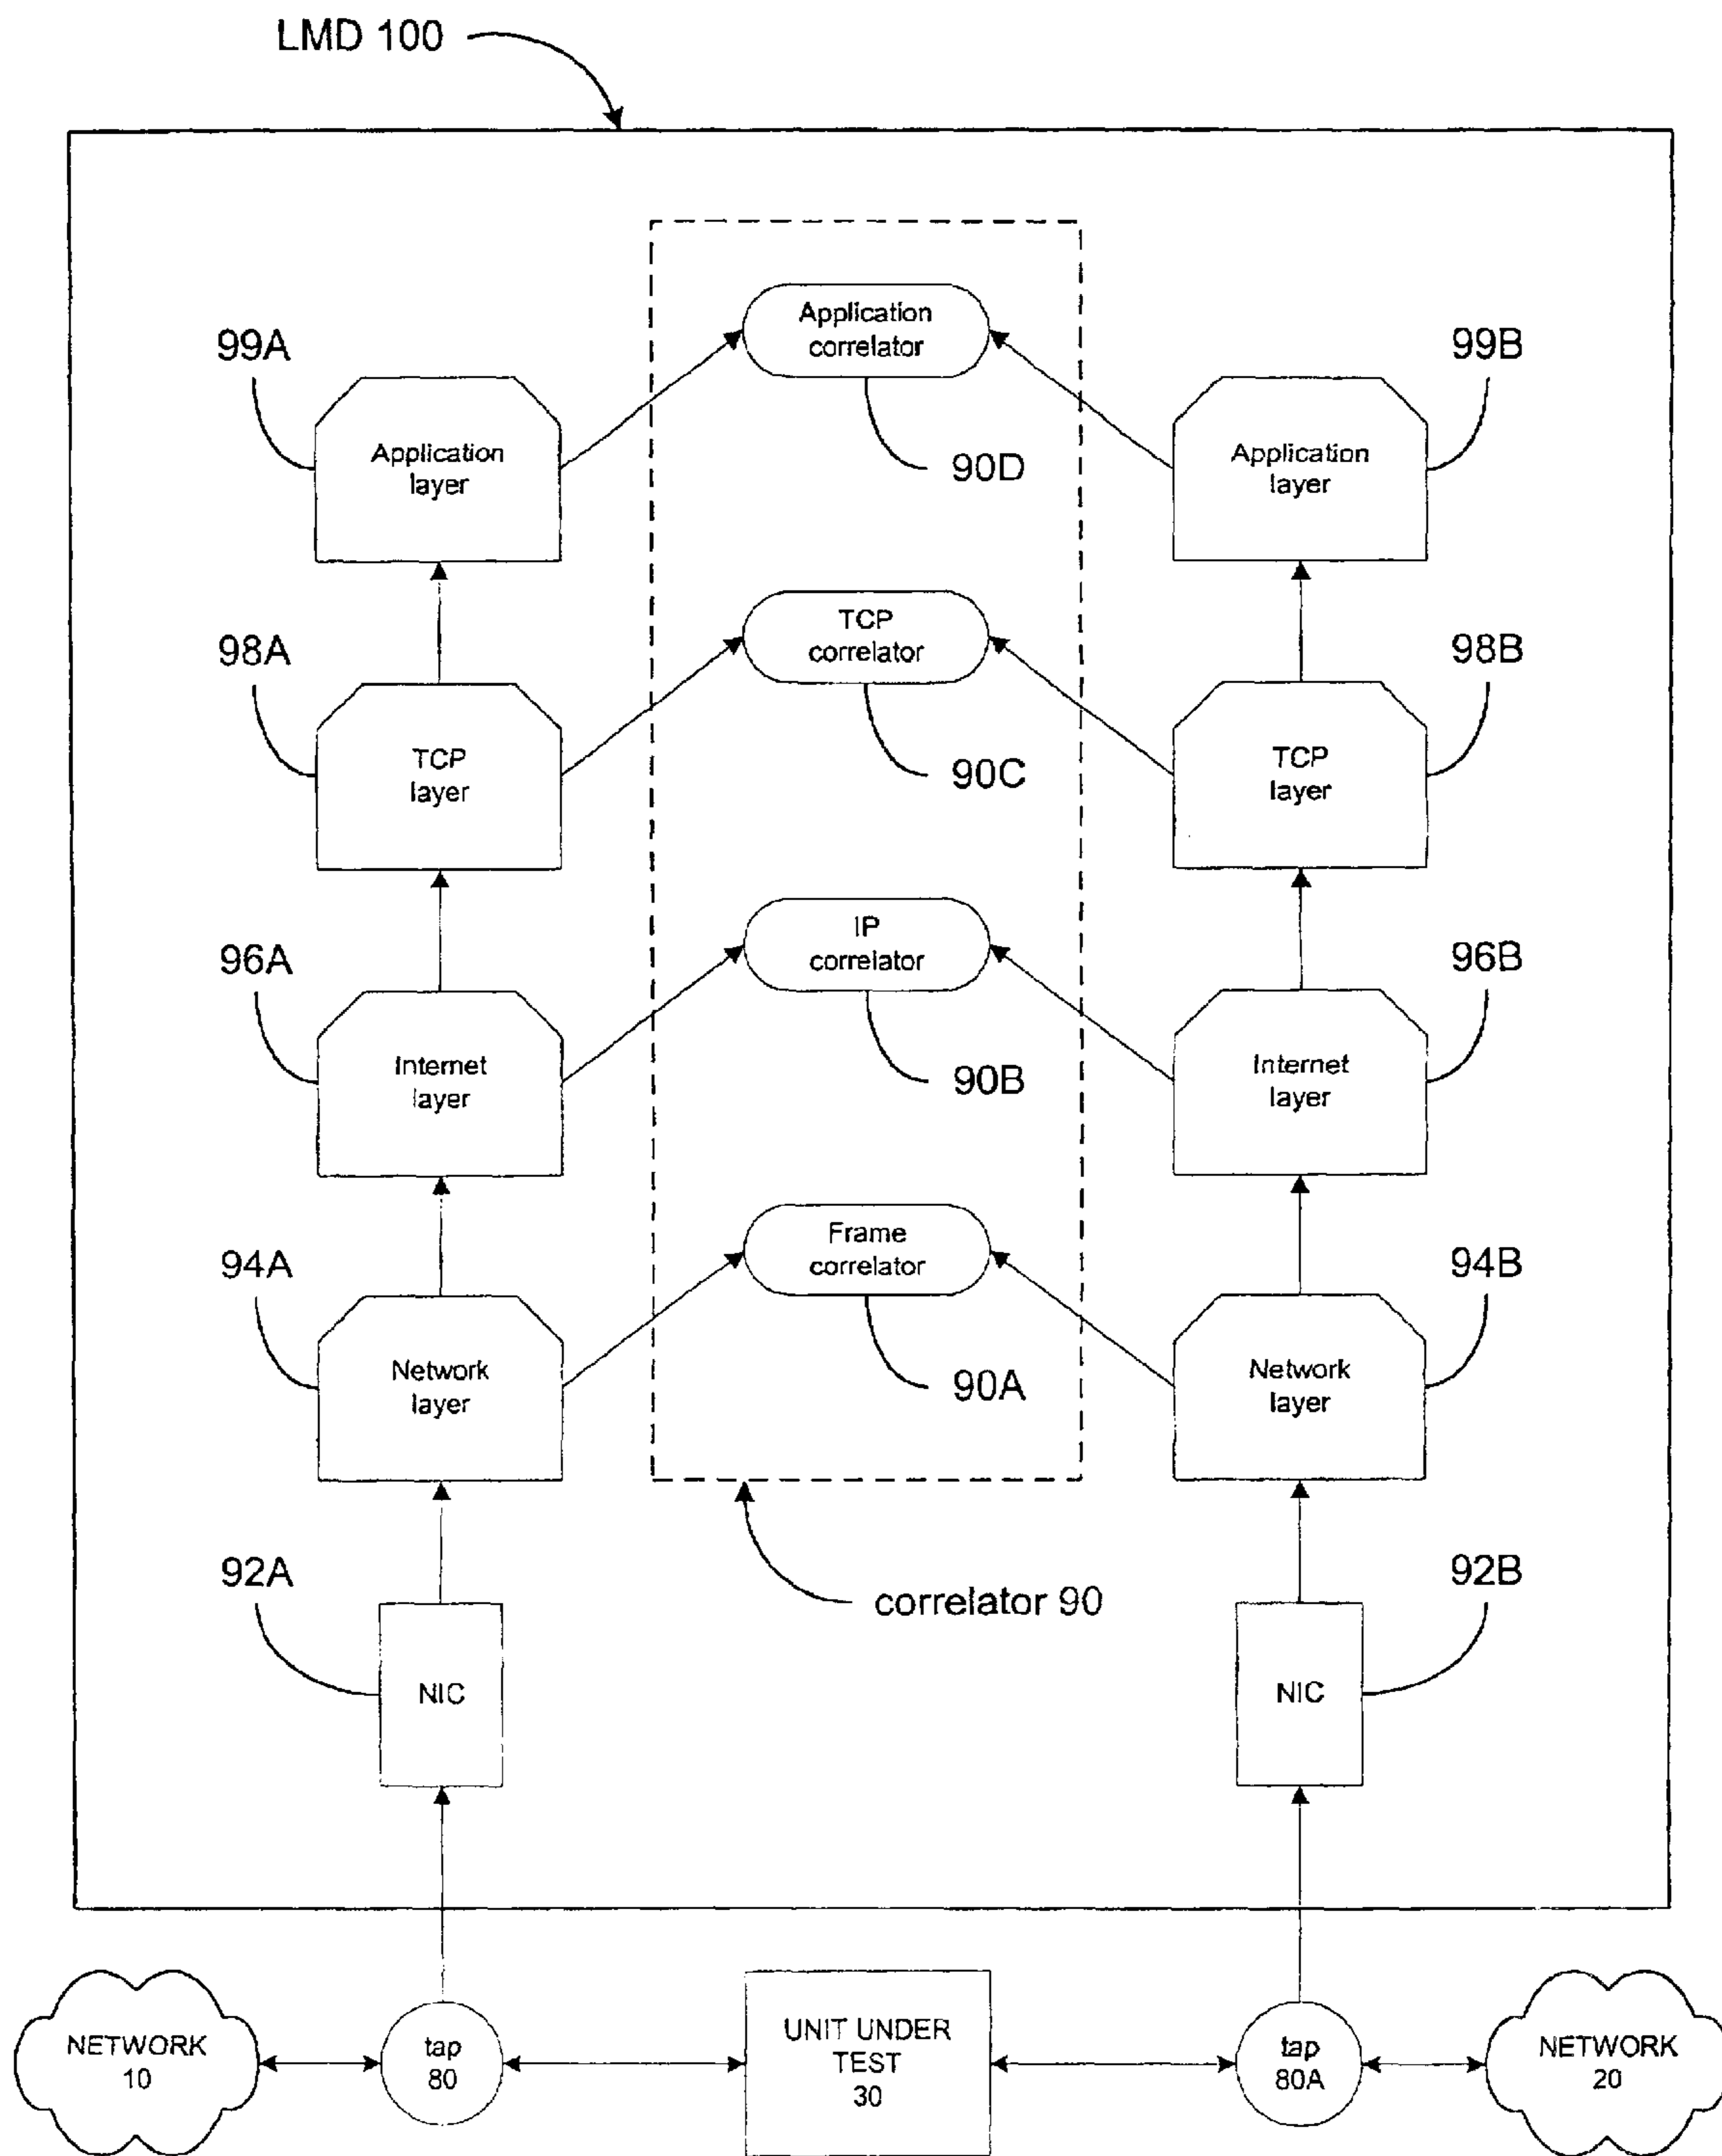 LMD 100
Application
correlator
99A
99B
Application
layer
90D
Application
layer
TCP
correlator
98A
98B
TCP
layer
90C
TCP
layer
IP
correlator
96A
96B
Internet
layer
90B
Internet
layer
Frame
correlator
94A
94B
Network
layer
90A
Network
layer
92A
correlator 90
92B
NIC
NIC
NETWORK
10
tap
80
UNIT UNDER
TEST
30
tap
80A
NETWORK
20